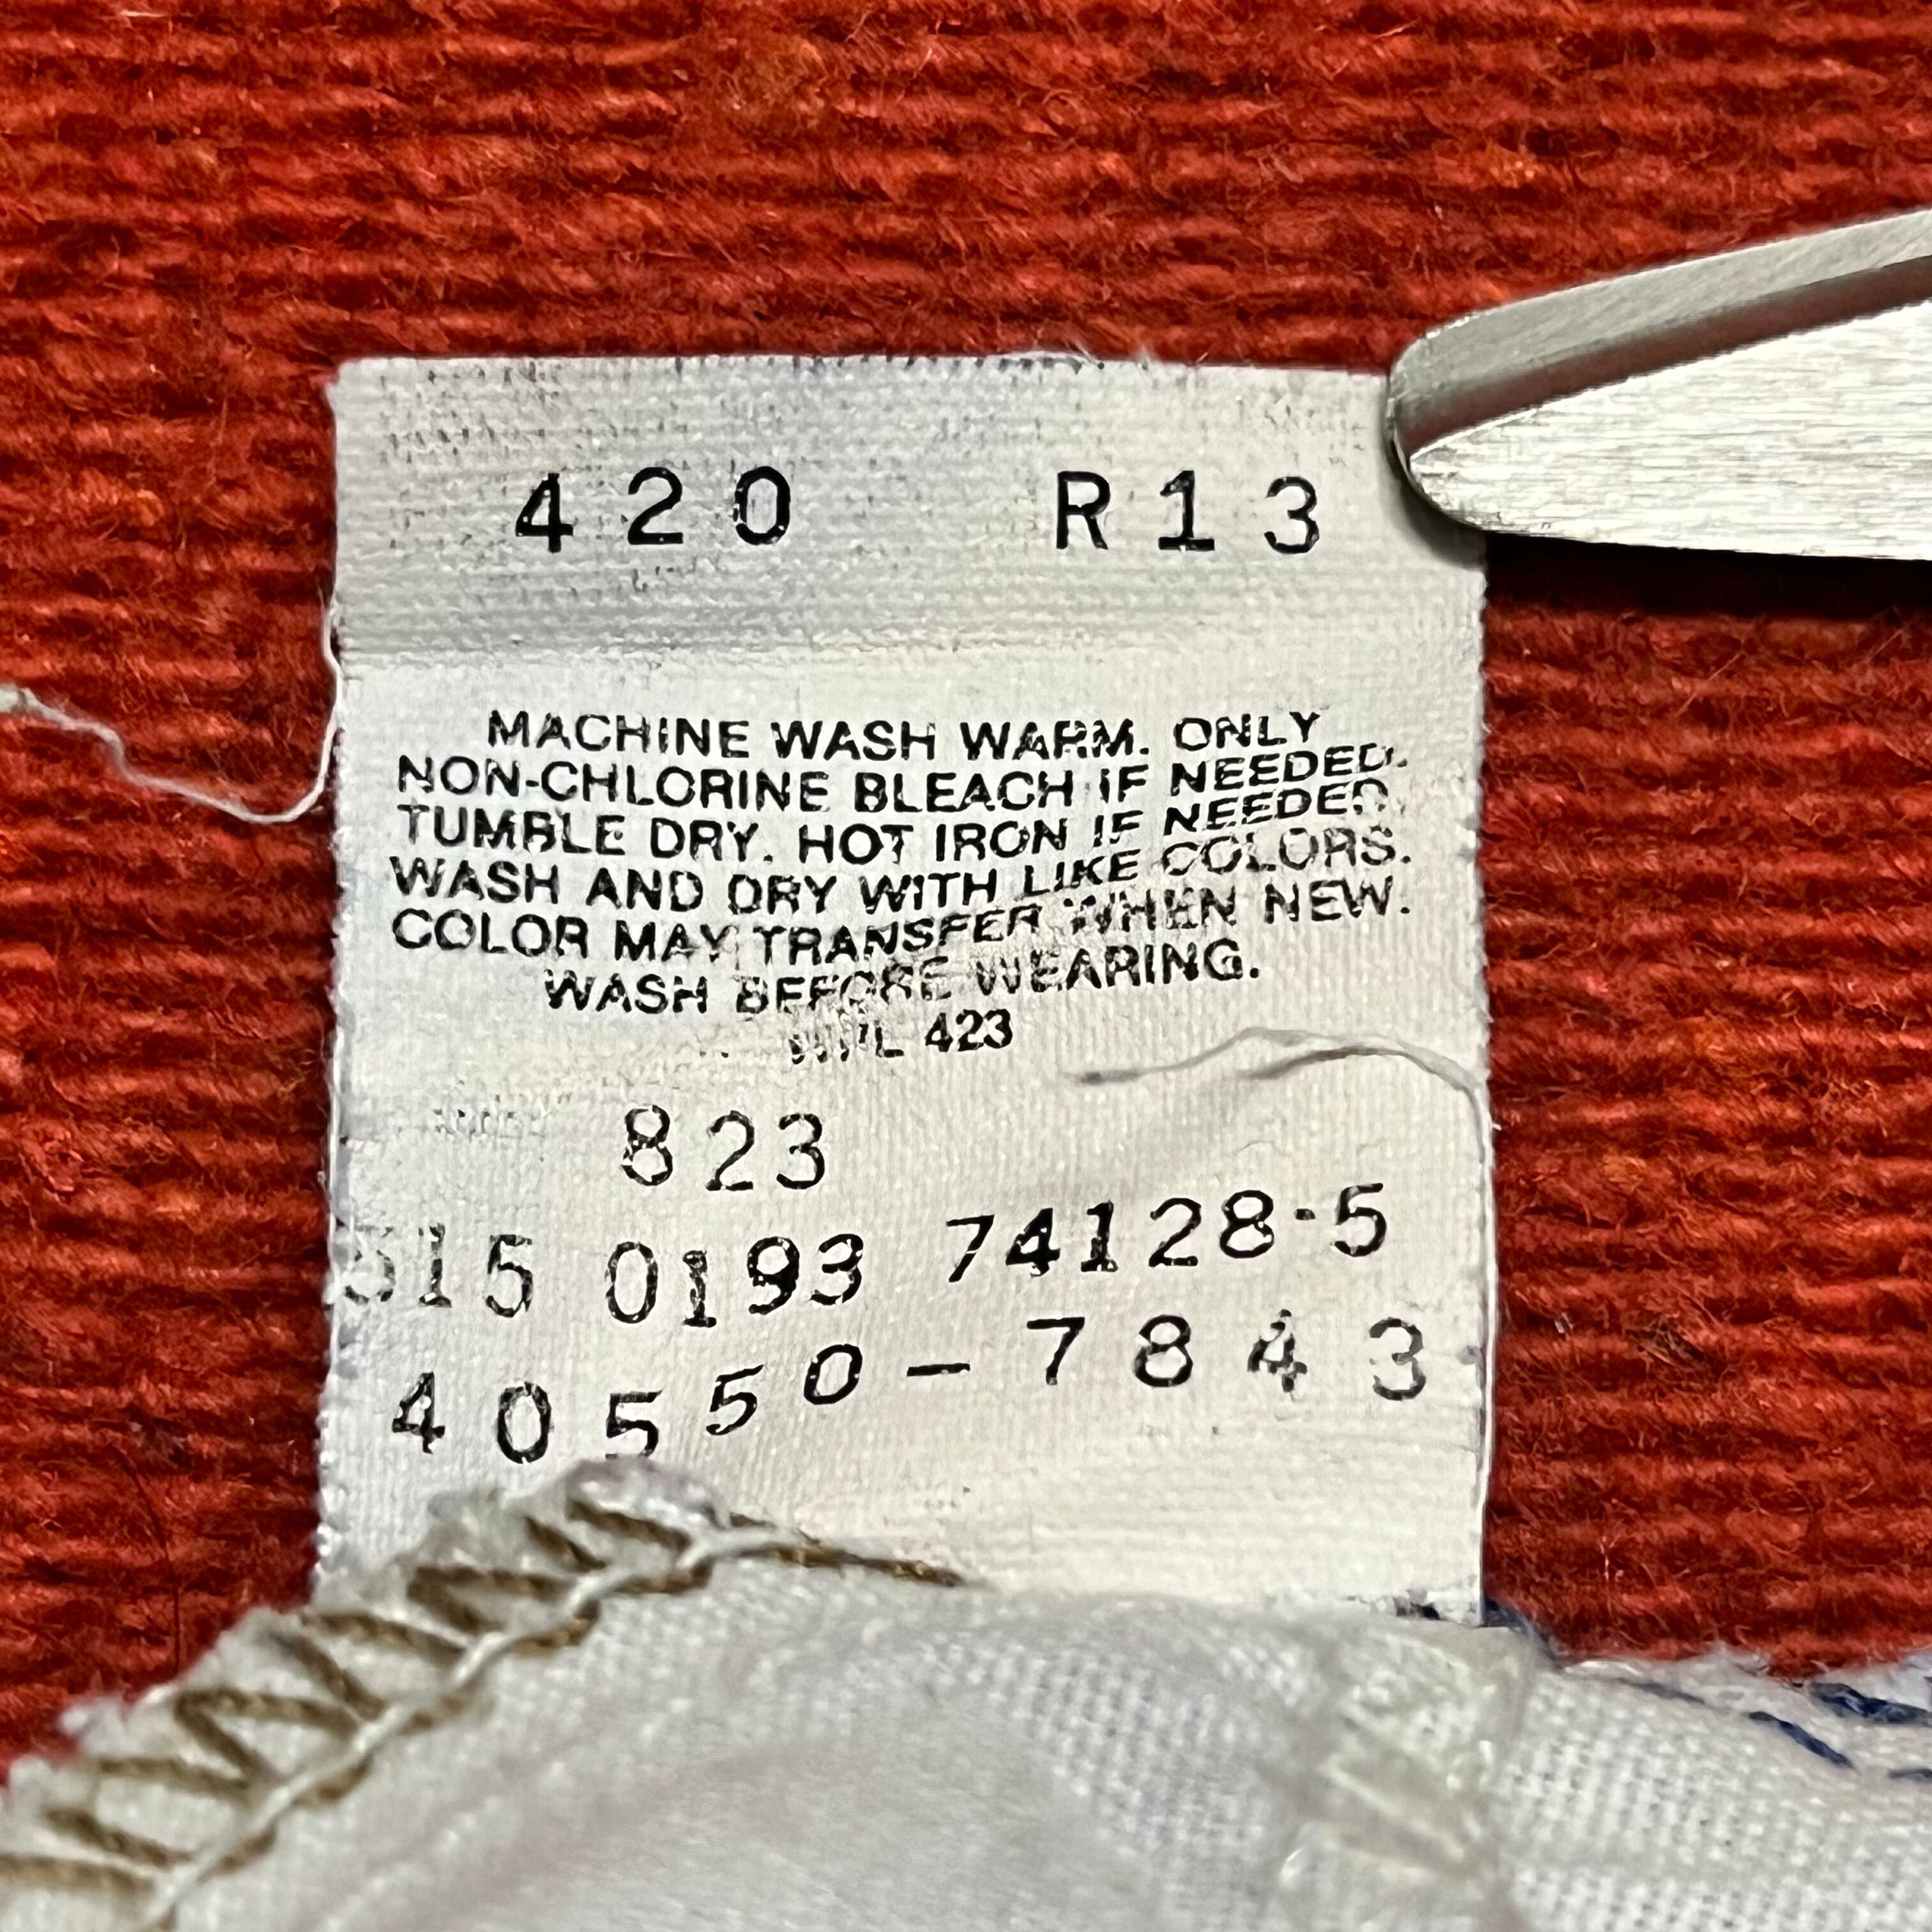 420 R13
MACHINE WASH WARM. ONLY
NON-CHLORINE BLEACH IF NEEDED.
TUMBLE DRY. HOT IRON IF NEEDED.
WASH AND DRY WITH LIKE COLORS.
COLOR MAY TRANSFER WHEN NEW.
WASH BEFORE WEARING.
WPL 423
823
515 0193 74128-5
40550-7843